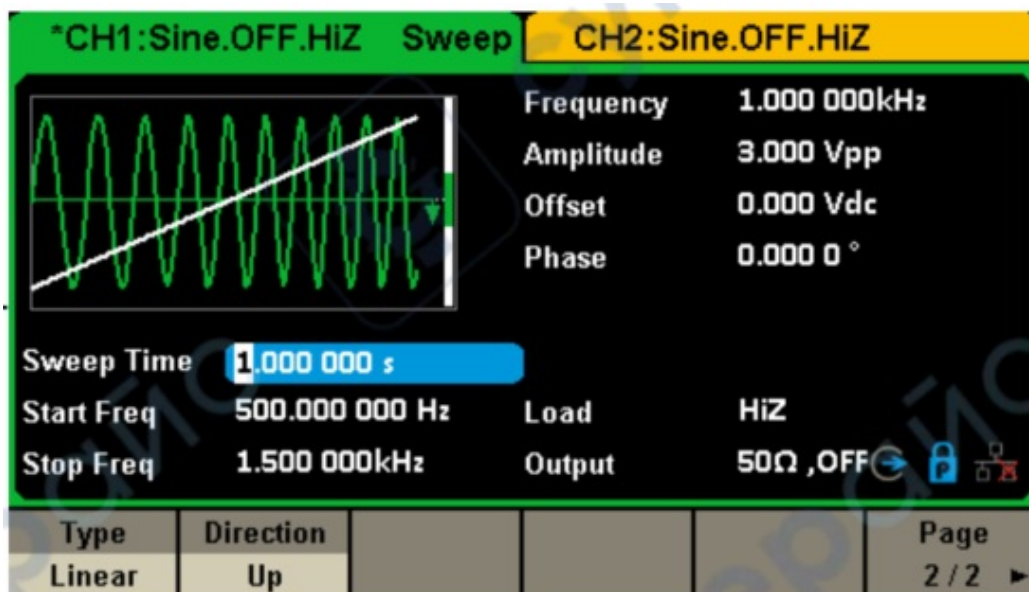 *CH1:Sine.OFF.HiZ Sweep CH2:Sine.OFF.HiZ
Frequency 1.000 000kHz
Amplitude 3.000 Vpp
Offset 0.000 Vdc
Phase 0.000 0 °
Sweep Time 1.000 000 s
Start Freq 500.000 000 Hz Load HiZ
Stop Freq 1.500 000kHz Output 50Ω ,OFF P
Type Direction Page
Linear Up 2 / 2 ►